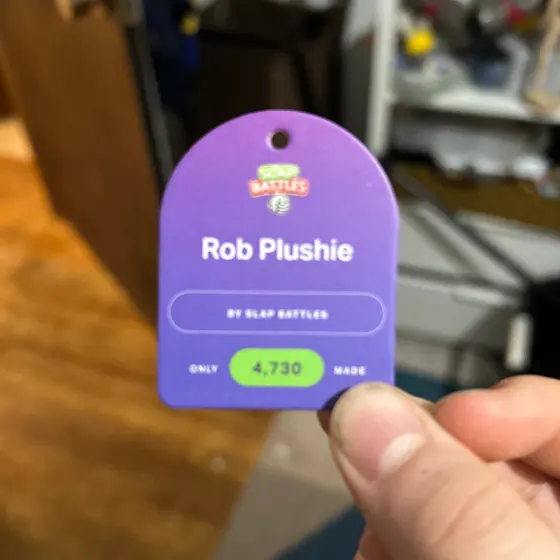 SLAP
BATTLES
Rob Plushie
BY SLAP BATTLES
ONLY 4,730 MADE